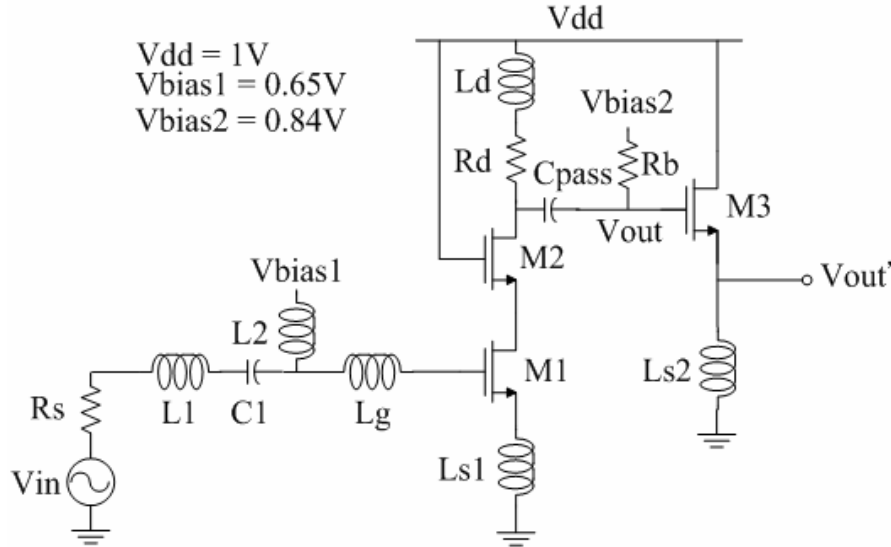 Vdd
Vdd = 1V
Vbias1 = 0.65V
Vbias2 = 0.84V
Ld
Vbias2
Rd
Cpass
Rb
M3
Vout
M2
Vout’
Vbias1
L2
M1
Ls2
Rs
L1
C1
Lg
Ls1
Vin